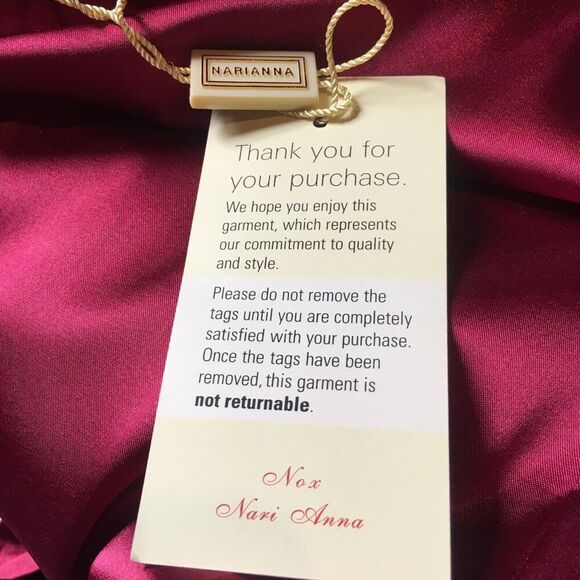 NARIANNA
Thank you for
your purchase.
We hope you enjoy this
garment, which represents
our commitment to quality
and style.
Please do not remove the
tags until you are completely
satisfied with your purchase.
Once the tags have been
removed, this garment is
not returnable.
Nox
Nari Anna